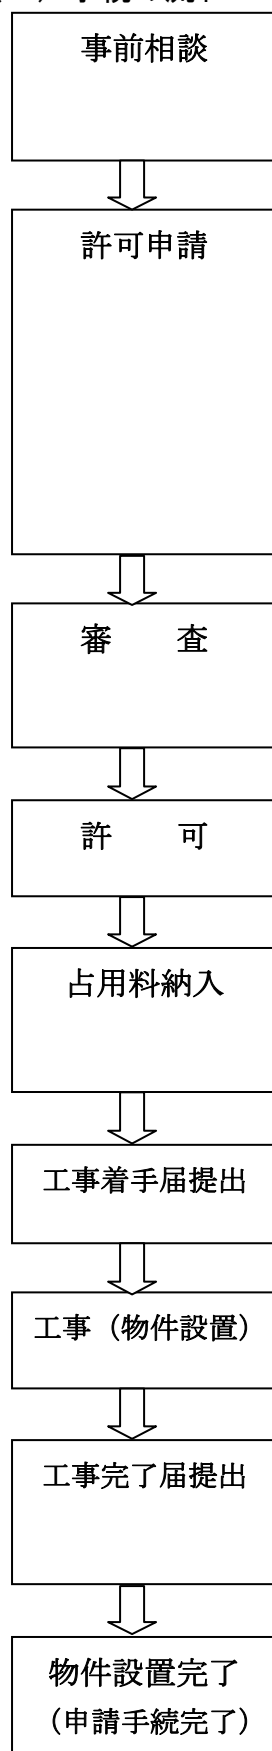 事前相談
許可申請
審　　査
許　　可
占用料納入
工事着手届提出
工事（物件設置）
工事完了届提出
物件設置完了
（申請手続完了）